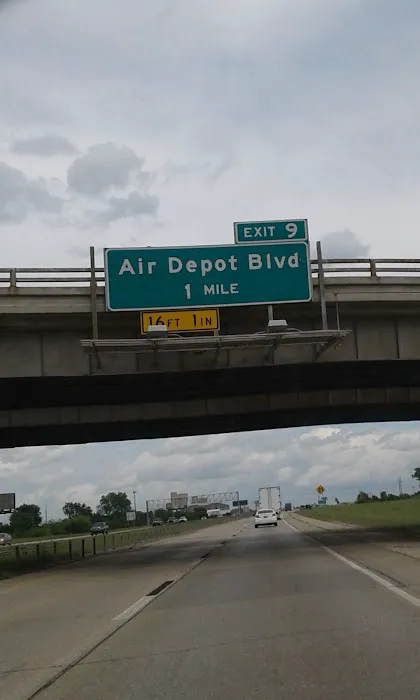 EXIT 9
Air Depot Blvd
1 MILE
16FT 1IN